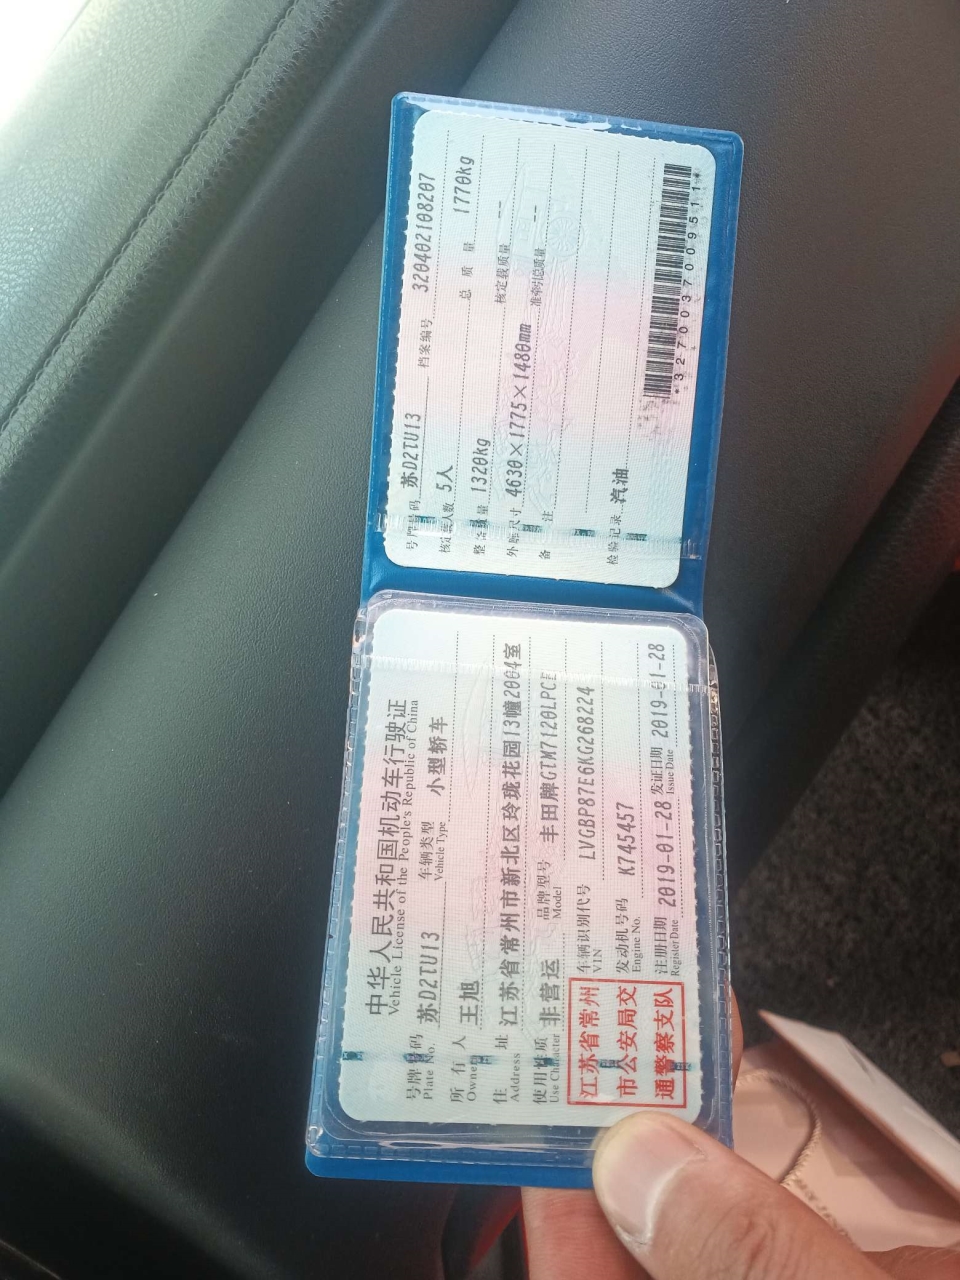 中华人民共和国机动车行驶证
Vehicle License of the People's Republic of China
号牌号码 苏D2TU13 车辆类型 小型轿车
Plate No. Vehicle Type
所有人 王旭
Owner
住址 江苏省常州市新北区玲珑花园13幢2004室
Address
使用性质 非营运 品牌型号 丰田牌GTM7120LPCE
Use Character Model
江苏省常州
市公安局交
通警察支队
车辆识别代号 LVGBP87E6KG268224
VIN
发动机号码 K745457
Engine No.
注册日期 2019-01-28 发证日期 2019-01-28
Register Date Issue Date
号牌号码 苏D2TU13 档案编号 320402108207
核定载人数 5人 总质量 1770kg
整备质量 1320kg 核定载质量 --
外廓尺寸 4630×1775×1480mm 准牵引总质量 --
备注
检验记录 汽油
*3270037009511*